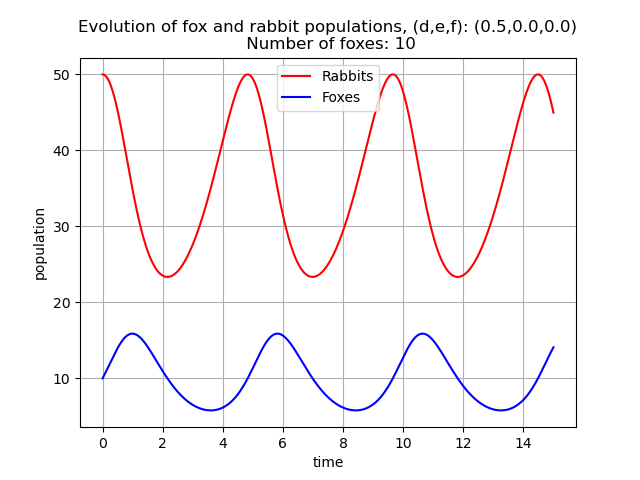 Evolution of fox and rabbit populations, (d,e,f): (0.5,0.0,0.0)
Number of foxes: 10
Rabbits
Foxes
50
40
30
20
10
population
0 2 4 6 8 10 12 14
time